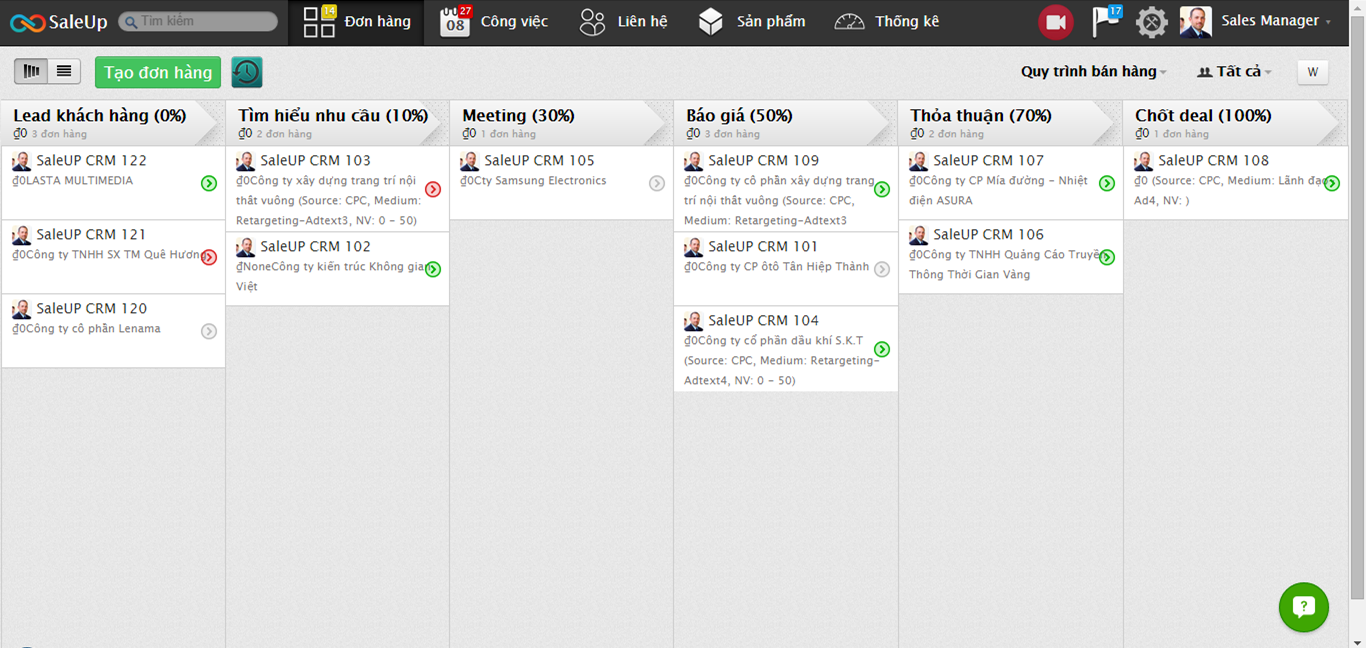 SaleUp
Tìm kiếm
14
Đơn hàng
27
08
Công việc
Liên hệ
Sản phẩm
Thống kê
17
Sales Manager
Tạo đơn hàng
Quy trình bán hàng
Tất cả
W
Lead khách hàng (0%)
₫0 3 đơn hàng
SaleUP CRM 122
₫0LASTA MULTIMEDIA
SaleUP CRM 121
₫0Công ty TNHH SX TM Quê Hương
SaleUP CRM 120
₫0Công ty cô phần Lenama
Tìm hiểu nhu cầu (10%)
₫0 2 đơn hàng
SaleUP CRM 103
₫0Công ty xây dựng trang trí nội
thất vuông (Source: CPC, Medium:
Retargeting-Adtext3, NV: 0 - 50)
SaleUP CRM 102
₫NoneCông ty kiến trúc Không gian
Việt
Meeting (30%)
₫0 1 đơn hàng
SaleUP CRM 105
₫0Cty Samsung Electronics
Báo giá (50%)
₫0 3 đơn hàng
SaleUP CRM 109
₫0Công ty cô phần xây dựng trang
trí nội thất vuông (Source: CPC,
Medium: Retargeting-Adtext3
SaleUP CRM 101
₫0Công ty CP ôtô Tân Hiệp Thành
SaleUP CRM 104
₫0Công ty cổ phần dầu khí S.K.T
(Source: CPC, Medium: Retargeting-
Adtext4, NV: 0 - 50)
Thỏa thuận (70%)
₫0 2 đơn hàng
SaleUP CRM 107
₫0Công ty CP Mía đường - Nhiệt
điện ASURA
SaleUP CRM 106
₫0Công ty TNHH Quảng Cáo Truyền
Thông Thời Gian Vàng
Chốt deal (100%)
₫0 1 đơn hàng
SaleUP CRM 108
₫0 (Source: CPC, Medium: Lãnh đạo
Ad4, NV: )